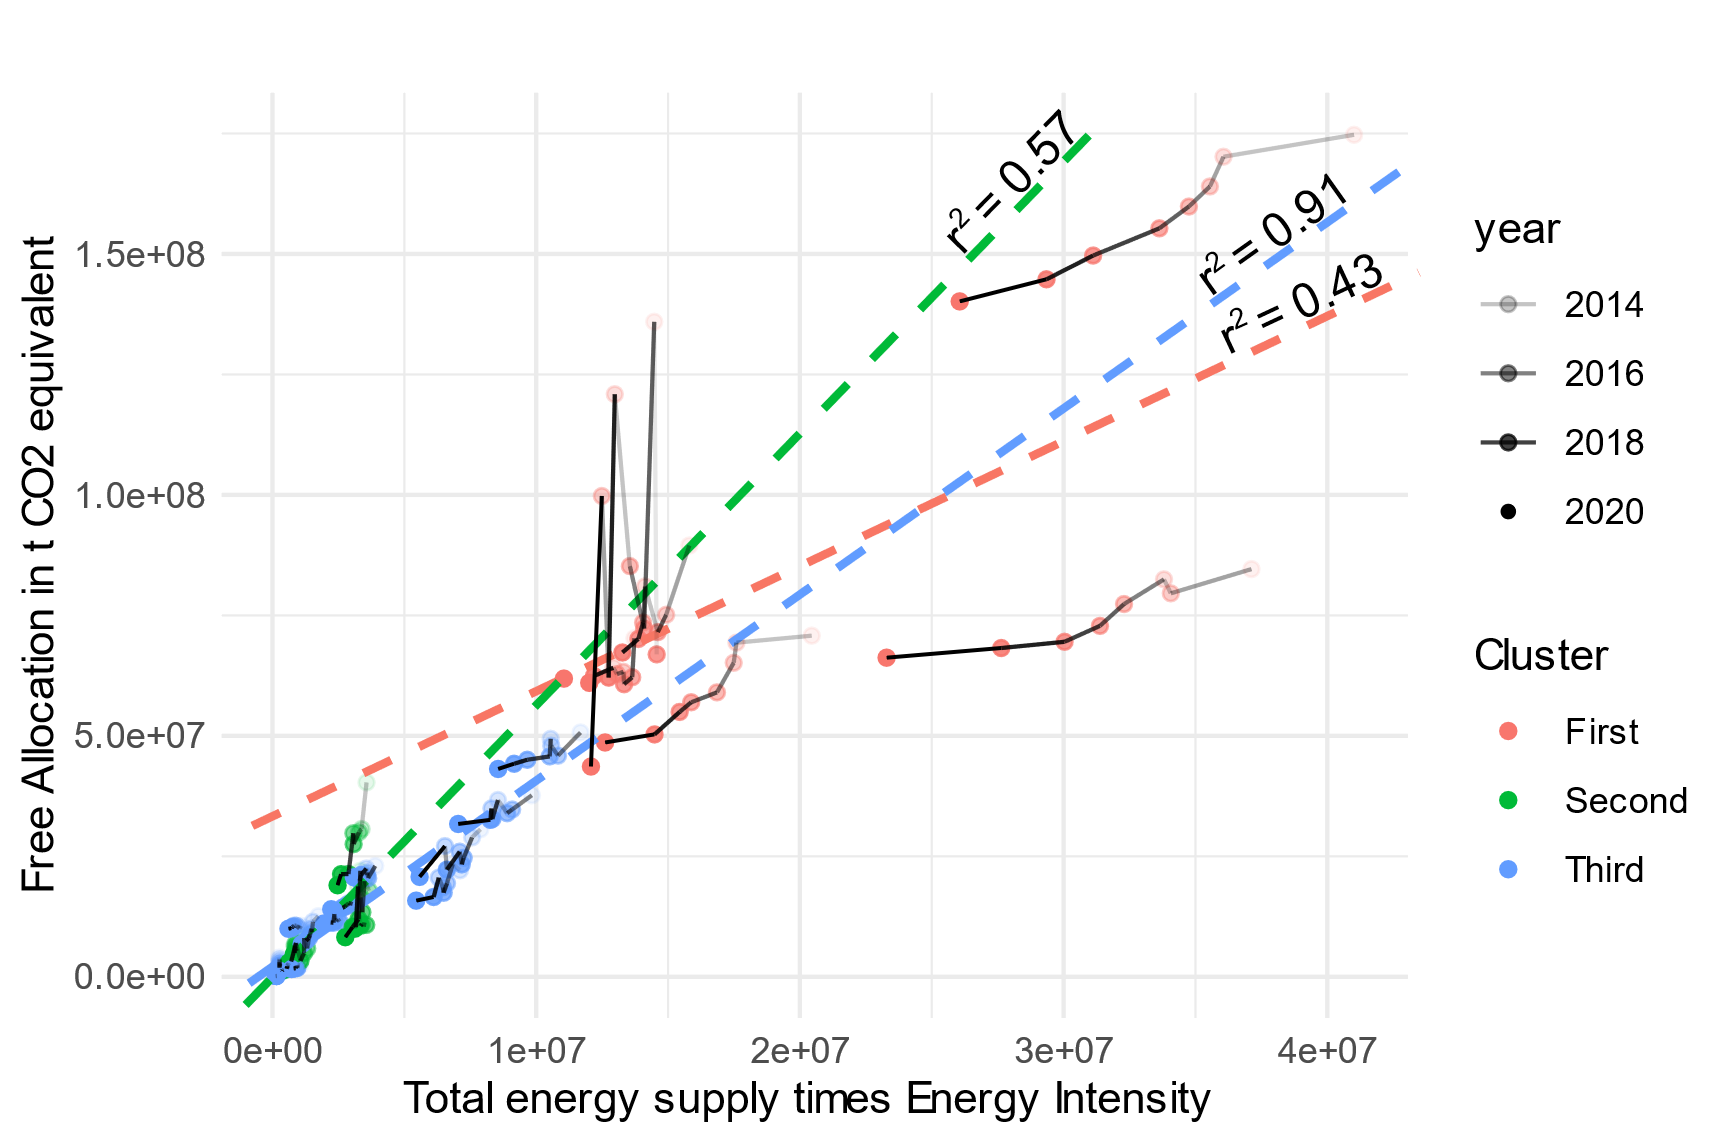 r² = 0.57
r² = 0.91
r² = 0.43
Free Allocation in t CO2 equivalent
1.5e+08
1.0e+08
5.0e+07
0.0e+00
0e+00 1e+07 2e+07 3e+07 4e+07
Total energy supply times Energy Intensity
year
2014
2016
2018
2020
Cluster
First
Second
Third